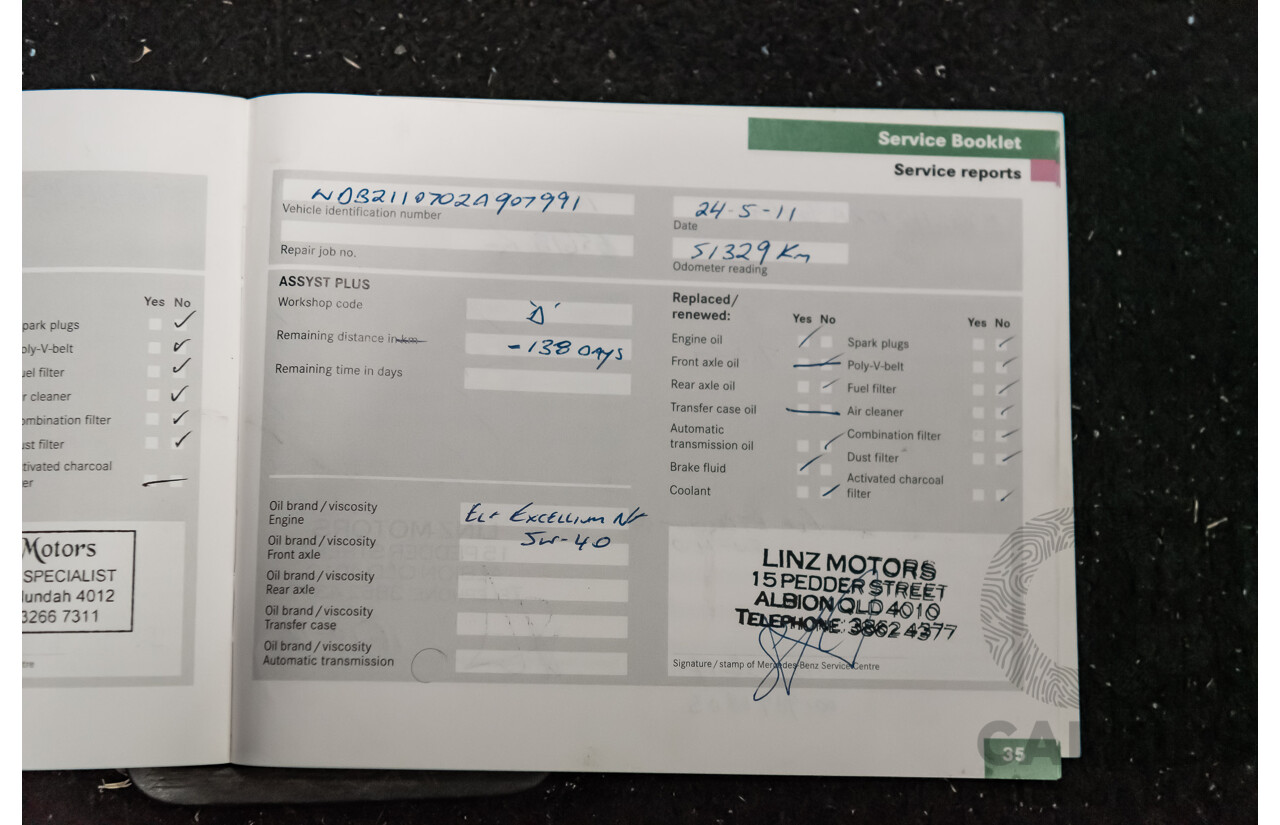 Yes No
park plugs
oly-V-belt
uel filter
r cleaner
ombination filter
ust filter
tivated charcoal
er
Motors
SPECIALIST
undah 4012
3266 7311
Service Booklet
Service reports
WDB2110702A907991
Vehicle identification number
24-5-11
Date
Repair job no.
51329 Km
Odometer reading
ASSYST PLUS
Workshop code
'D'
Remaining distance in km
-138 DAYS
Remaining time in days
Replaced/
renewed:
Yes No
Engine oil
Front axle oil
Rear axle oil
Transfer case oil
Automatic
transmission oil
Brake fluid
Coolant
Yes No
Spark plugs
Poly-V-belt
Fuel filter
Air cleaner
Combination filter
Dust filter
Activated charcoal
filter
Oil brand/viscosity
Engine
ELF EXCELLIUM NF
5W-40
Oil brand/viscosity
Front axle
Oil brand/viscosity
Rear axle
Oil brand/viscosity
Transfer case
Oil brand/viscosity
Automatic transmission
LINZ MOTORS
15 PEDDER STREET
ALBION QLD 4010
TELEPHONE 3862 4377
Signature/stamp of Mercedes-Benz Service Centre
35